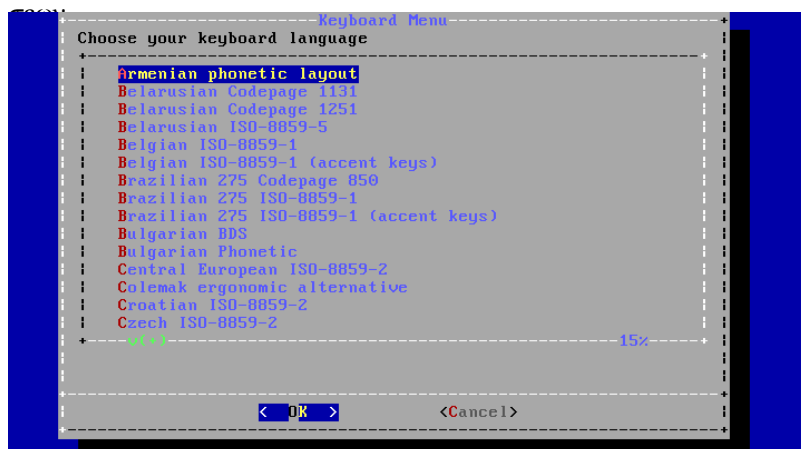 Keyboard Menu
Choose your keyboard language
Armenian phonetic layout
Belarusian Codepage 1131
Belarusian Codepage 1251
Belarusian ISO-8859-5
Belgian ISO-8859-1
Belgian ISO-8859-1 (accent keys)
Brazilian 275 Codepage 850
Brazilian 275 ISO-8859-1
Brazilian 275 ISO-8859-1 (accent keys)
Bulgarian BDS
Bulgarian Phonetic
Central European ISO-8859-2
Colemak ergonomic alternative
Croatian ISO-8859-2
Czech ISO-8859-2
v(+) 15%
< OK > <Cancel>